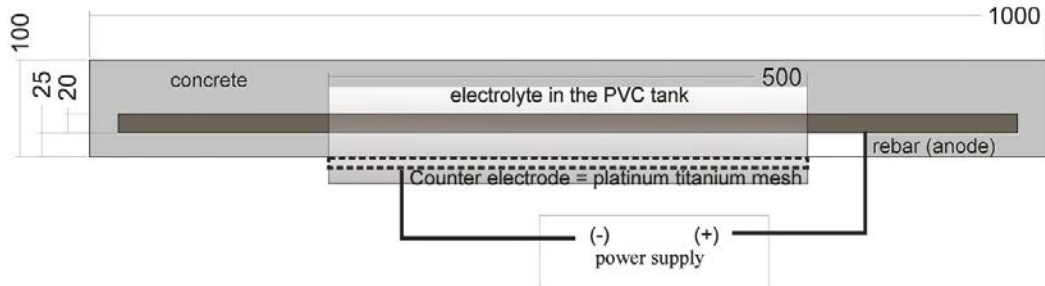 1000
100
25
20
concrete
500
electrolyte in the PVC tank
rebar (anode)
Counter electrode = platinum titanium mesh
(-) (+)
power supply